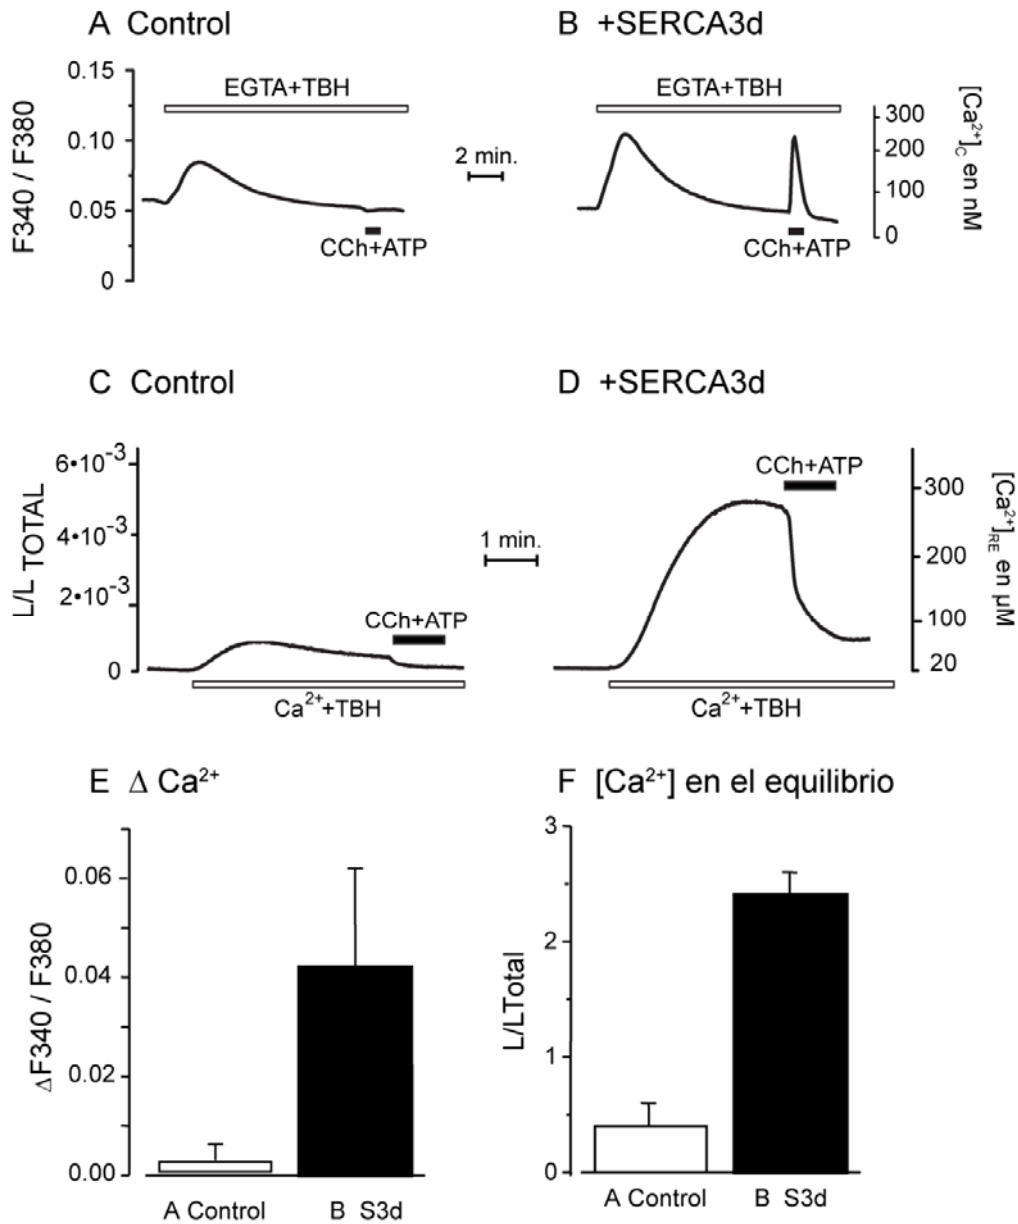 A Control
B +SERCA3d
0.15
0.10
0.05
0
F340 / F380
EGTA+TBH
CCh+ATP
2 min.
EGTA+TBH
CCh+ATP
300
200
100
0
[Ca²⁺]C en nM
C Control
D +SERCA3d
6•10⁻³
4•10⁻³
2•10⁻³
0
L/L TOTAL
CCh+ATP
Ca²⁺+TBH
1 min.
CCh+ATP
Ca²⁺+TBH
300
200
100
20
[Ca²⁺]RE en µM
E Δ Ca²⁺
F [Ca²⁺] en el equilibrio
0.06
0.04
0.02
0.00
ΔF340 / F380
A Control
B S3d
3
2
1
0
L/LTotal
A Control
B S3d